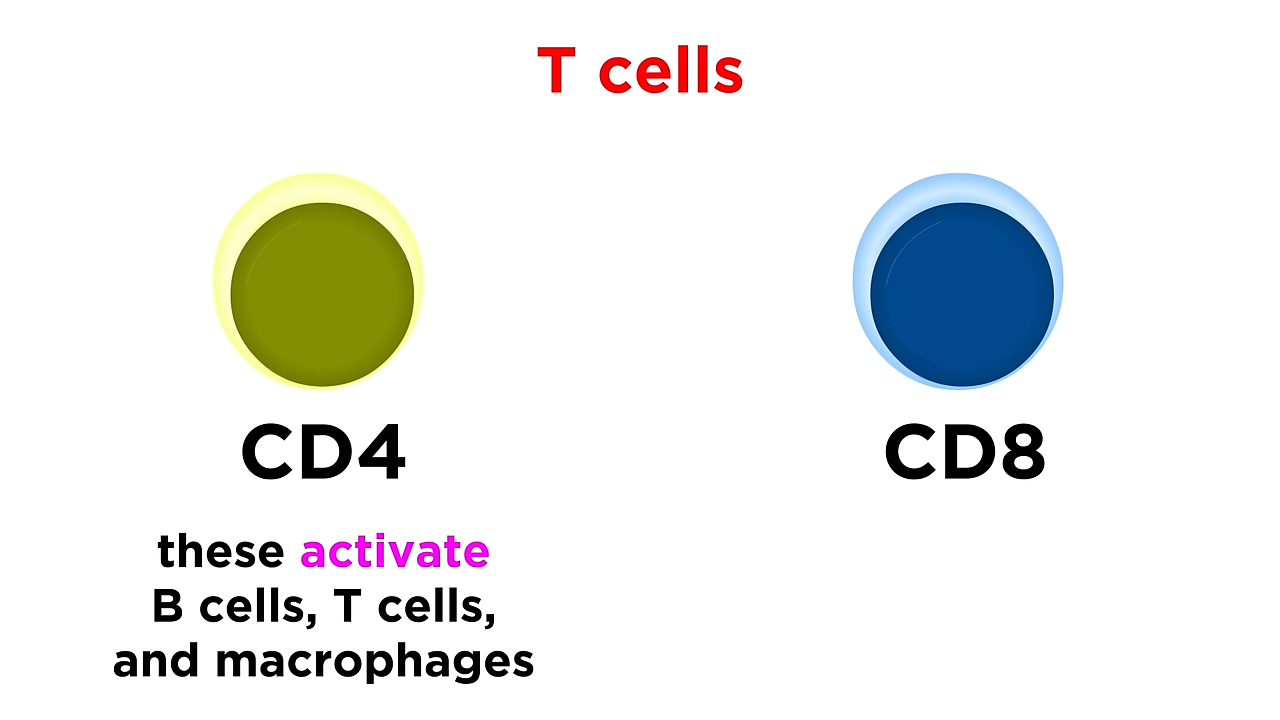 T cells
CD4
CD8
these activate
B cells, T cells,
and macrophages